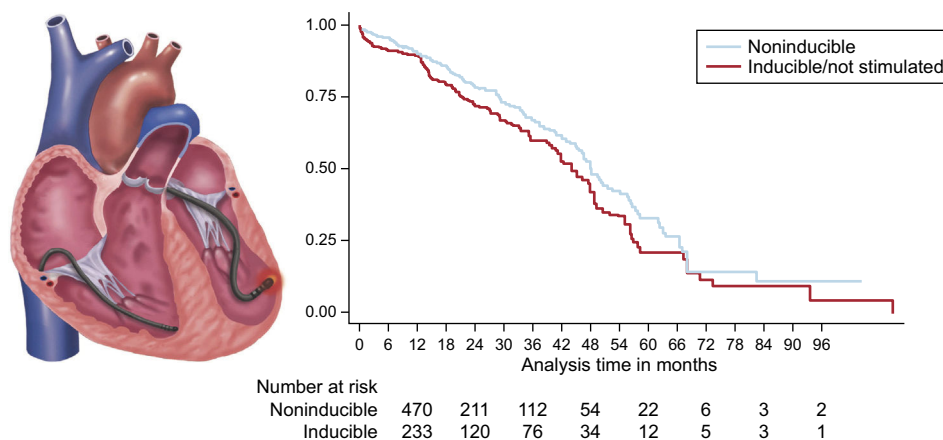 1.00
0.75
0.50
0.25
0.00
Noninducible
Inducible/not stimulated
0 6 12 18 24 30 36 42 48 54 60 66 72 78 84 90 96
Analysis time in months
Number at risk
Noninducible 470 211 112 54 22 6 3 2
Inducible 233 120 76 34 12 5 3 1